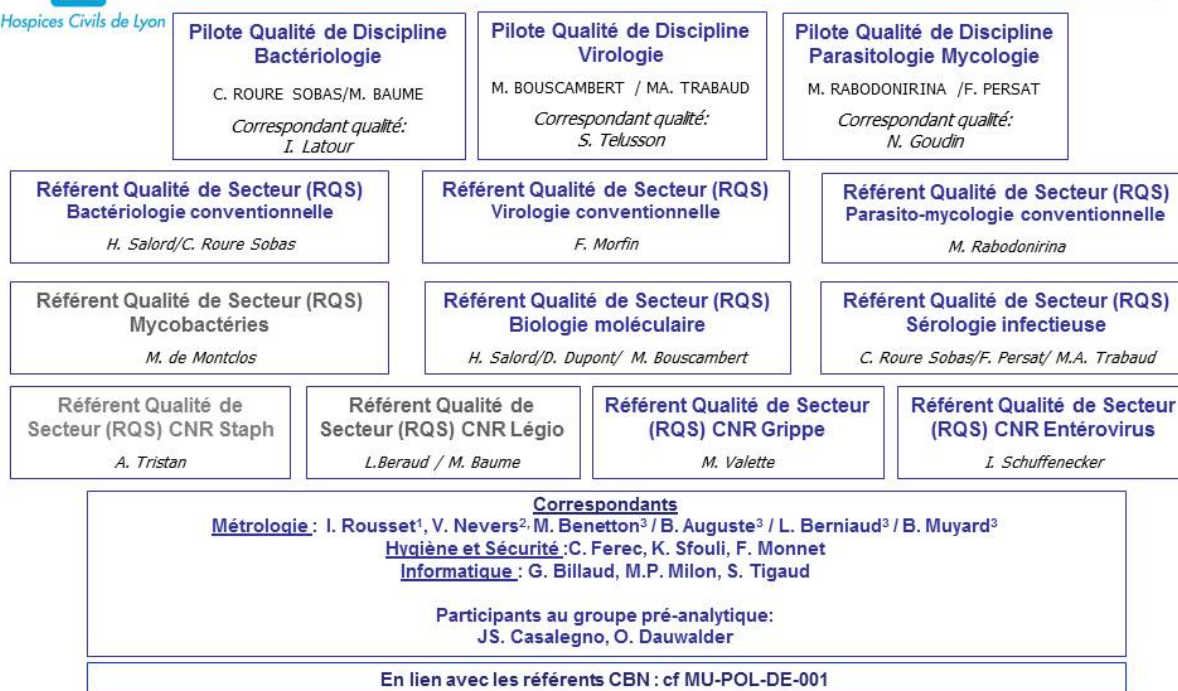 Hospices Civils de Lyon
Pilote Qualité de Discipline
Bactériologie
C. ROURE SOBAS/M. BAUME
Correspondant qualité:
I. Latour
Pilote Qualité de Discipline
Virologie
M. BOUSCAMBERT / MA. TRABAUD
Correspondant qualité:
S. Telusson
Pilote Qualité de Discipline
Parasitologie Mycologie
M. RABODONIRINA /F. PERSAT
Correspondant qualité:
N. Goudin
Référent Qualité de Secteur (RQS)
Bactériologie conventionnelle
H. Salord/C. Roure Sobas
Référent Qualité de Secteur (RQS)
Virologie conventionnelle
F. Morfin
Référent Qualité de Secteur (RQS)
Parasito-mycologie conventionnelle
M. Rabodonirina
Référent Qualité de Secteur (RQS)
Mycobactéries
M. de Montclos
Référent Qualité de Secteur (RQS)
Biologie moléculaire
H. Salord/D. Dupont/ M. Bouscambert
Référent Qualité de Secteur (RQS)
Sérologie infectieuse
C. Roure Sobas/F. Persat/ M.A. Trabaud
Référent Qualité de
Secteur (RQS) CNR Staph
A. Tristan
Référent Qualité de
Secteur (RQS) CNR Légio
L.Beraud / M. Baume
Référent Qualité de Secteur
(RQS) CNR Grippe
M. Valette
Référent Qualité de Secteur
(RQS) CNR Entérovirus
I. Schuffenecker
Correspondants
Métrologie : I. Rousset¹, V. Nevers², M. Benetton³ / B. Auguste³ / L. Berniaud³ / B. Muyard³
Hygiène et Sécurité :C. Ferec, K. Sfouli, F. Monnet
Informatique : G. Billaud, M.P. Milon, S. Tigaud
Participants au groupe pré-analytique:
JS. Casalegno, O. Dauwalder
En lien avec les référents CBN : cf MU-POL-DE-001